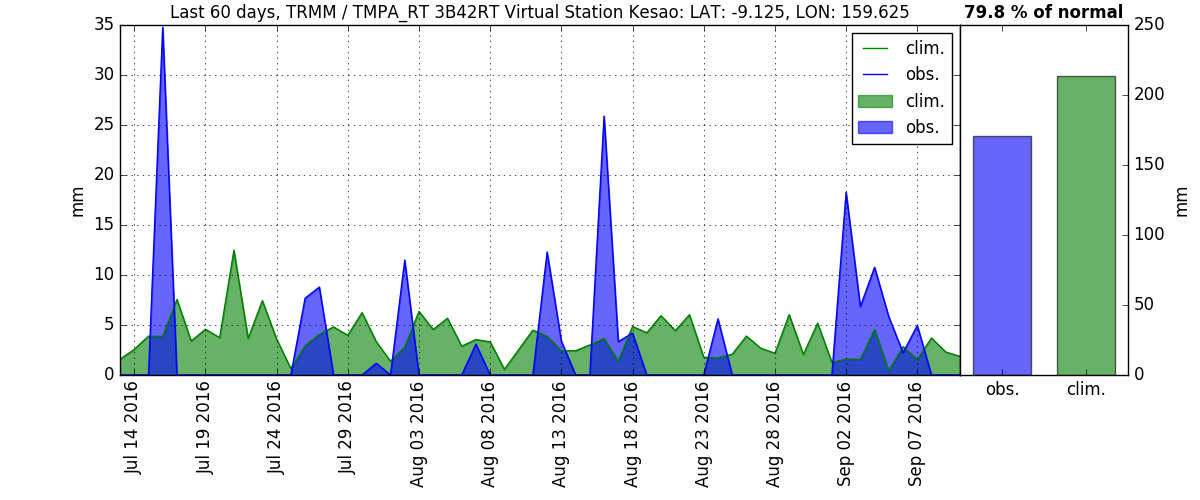 Last 60 days, TRMM / TMPA_RT 3B42RT Virtual Station Kesao: LAT: -9.125, LON: 159.625
79.8 % of normal
35
30
25
20
15
10
5
0
mm
clim.
obs.
clim.
obs.
250
200
150
100
50
0
mm
Jul 14 2016
Jul 19 2016
Jul 24 2016
Jul 29 2016
Aug 03 2016
Aug 08 2016
Aug 13 2016
Aug 18 2016
Aug 23 2016
Aug 28 2016
Sep 02 2016
Sep 07 2016
obs.
clim.